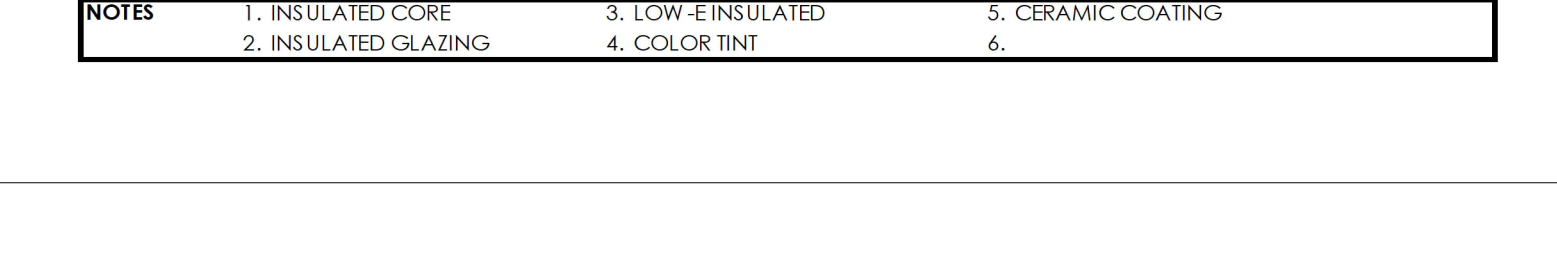 NOTES 1. INSULATED CORE 3. LOW-E INSULATED 5. CERAMIC COATING
2. INSULATED GLAZING 4. COLOR TINT 6.